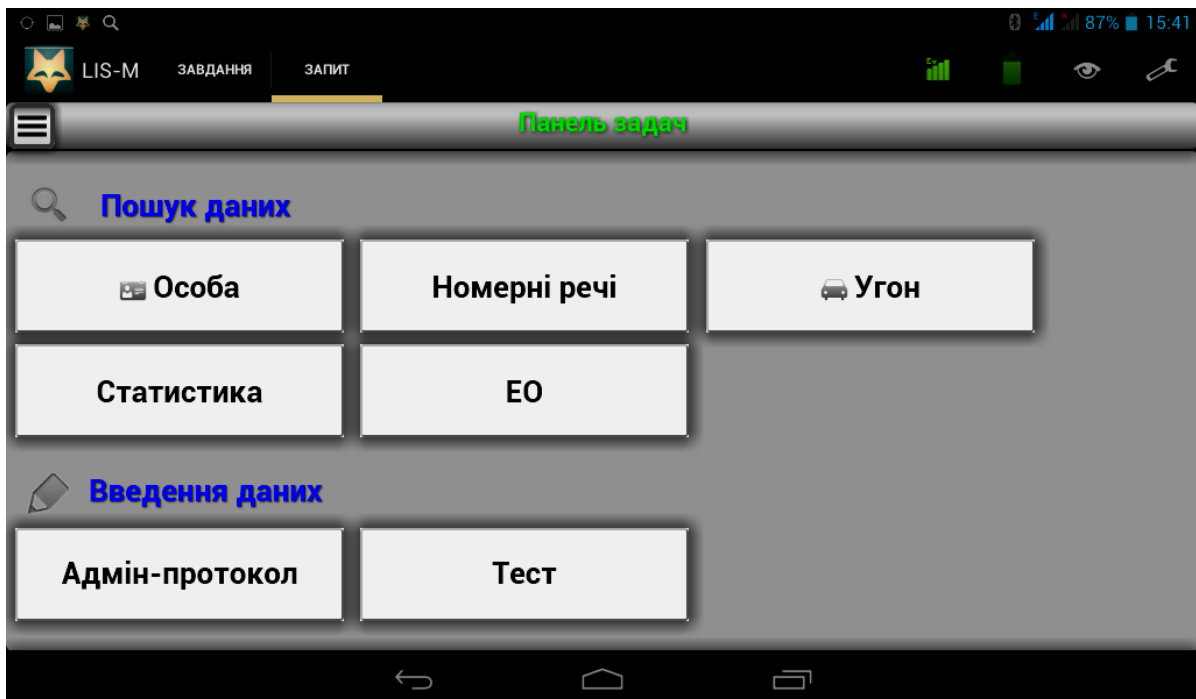 87% 15:41
LIS-M ЗАВДАННЯ ЗАПИТ
Панель задач
Пошук даних
Особа Номерні речі Угон
Статистика ЕО
Введення даних
Адмін-протокол Тест